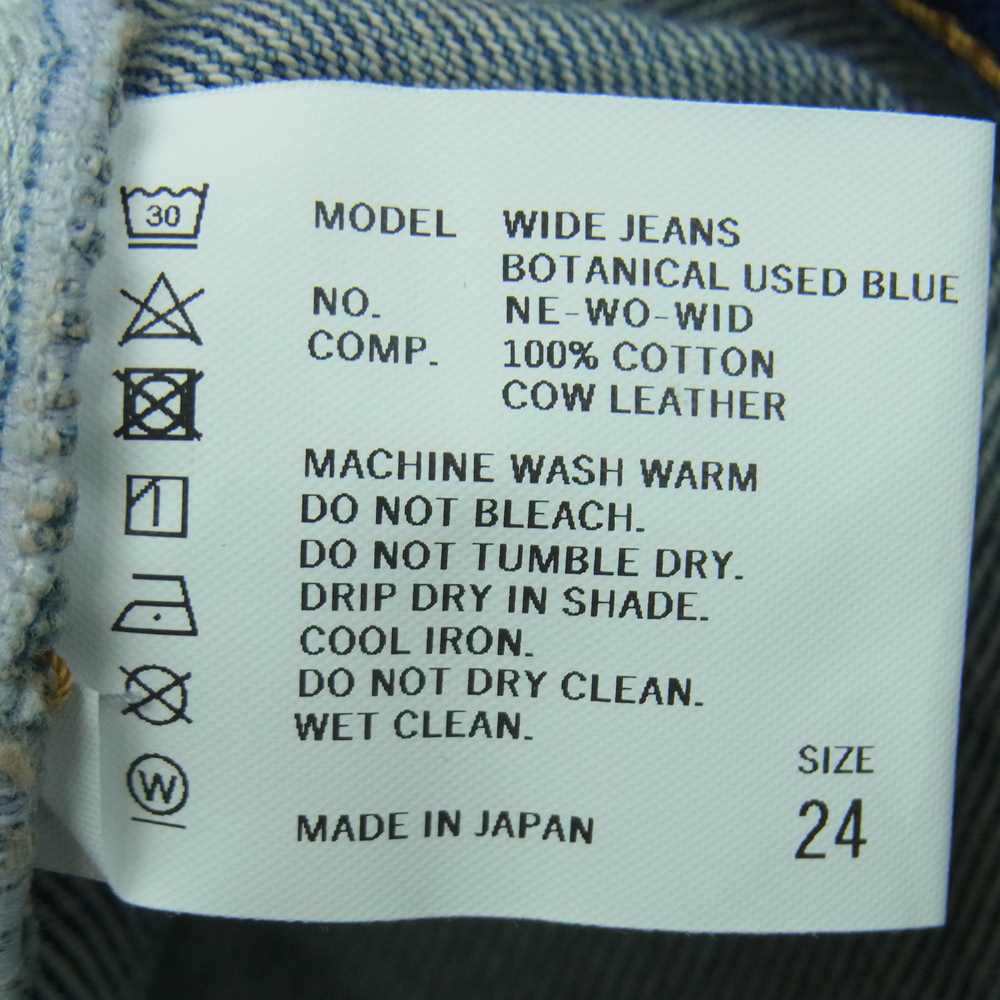 30
MODEL WIDE JEANS
BOTANICAL USED BLUE
NO. NE-WO-WID
COMP. 100% COTTON
COW LEATHER
MACHINE WASH WARM
DO NOT BLEACH.
DO NOT TUMBLE DRY.
DRIP DRY IN SHADE.
COOL IRON.
DO NOT DRY CLEAN.
WET CLEAN.
W
SIZE
24
MADE IN JAPAN